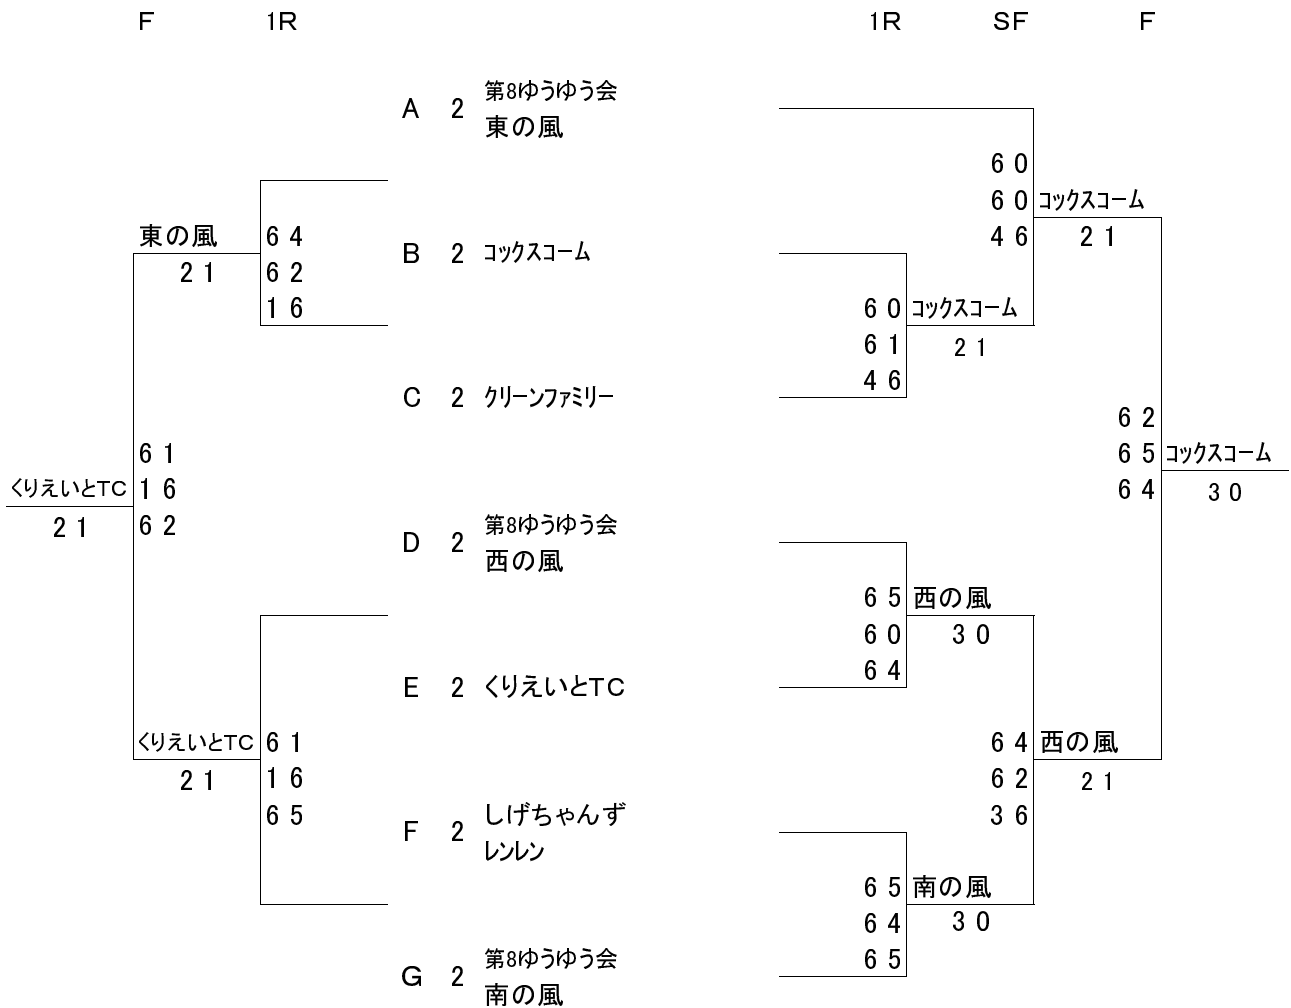 F 1R 1R SF F
A 2 第8ゆうゆう会
東の風
6 0
6 0 コックスコーム
東の風 6 4 4 6 2 1
B 2 コックスコーム
2 1 6 2
1 6 6 0 コックスコーム
6 1 2 1
4 6
C 2 クリーンファミリー
6 2
6 1 6 5 コックスコーム
くりえいとTC 1 6 6 4 3 0
2 1 6 2
D 2 第8ゆうゆう会
西の風
6 5 西の風
6 0 3 0
6 4
E 2 くりえいとTC
くりえいとTC 6 1 6 4 西の風
2 1 1 6 6 2 2 1
6 5 3 6
F 2 しげちゃんず
レンレン
6 5 南の風
6 4 3 0
6 5
G 2 第8ゆうゆう会
南の風